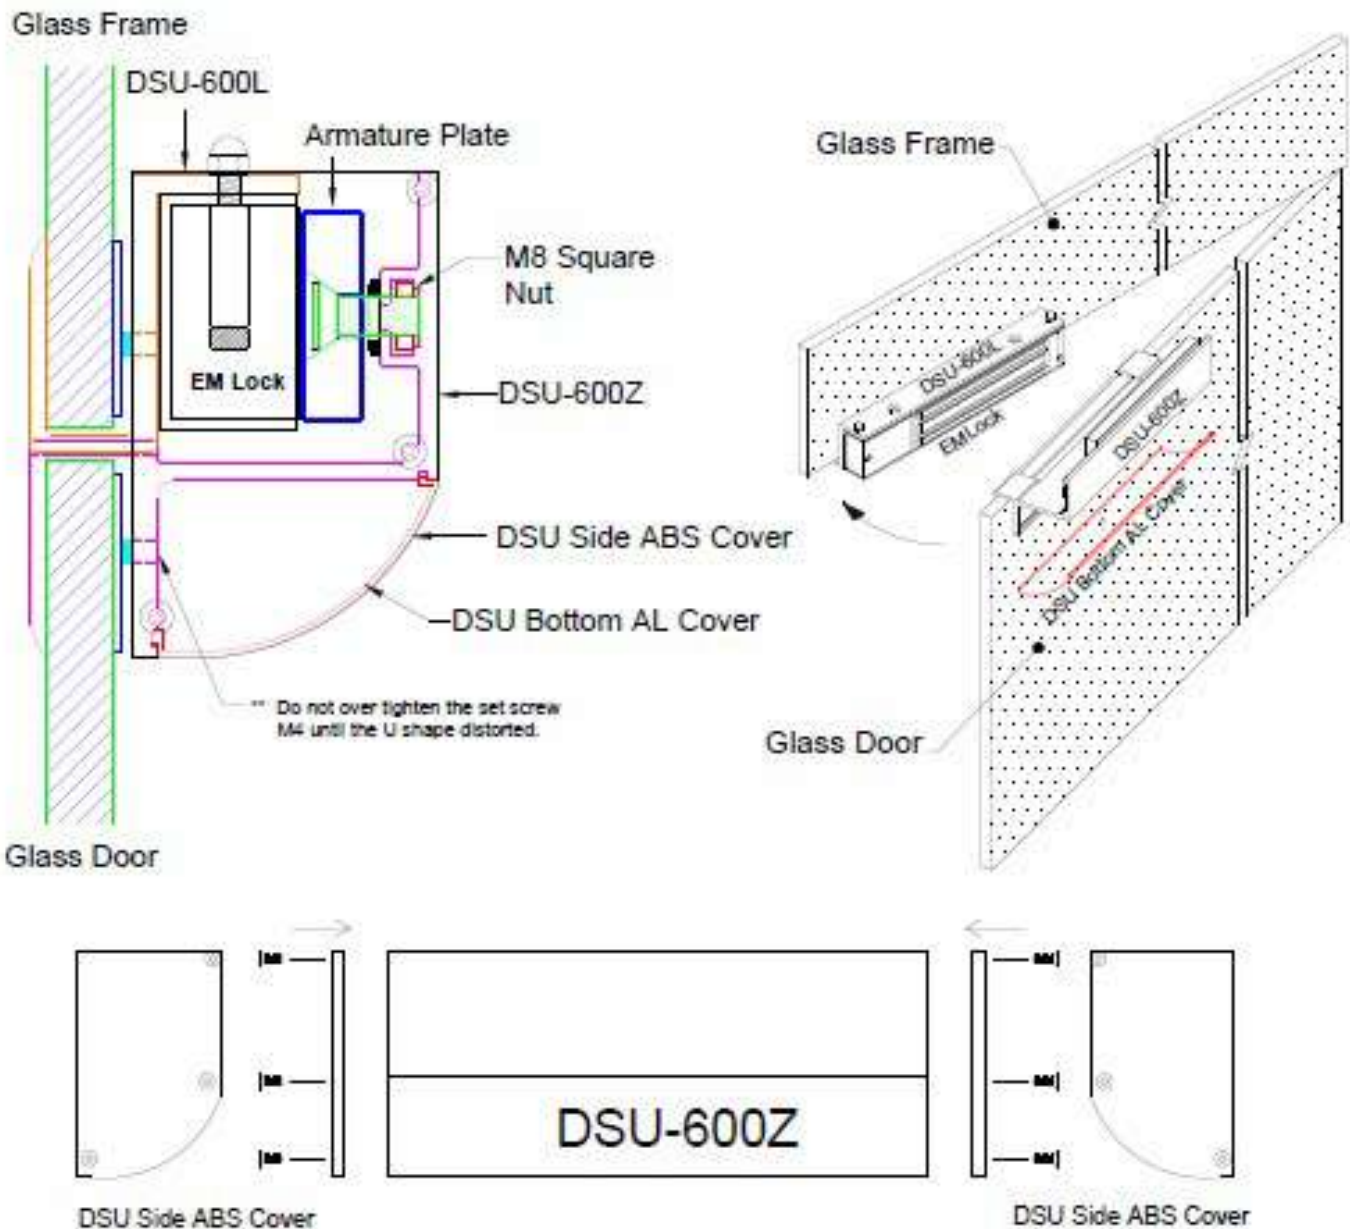 Glass Frame
DSU-600L
Armature Plate
M8 Square
Nut
EM Lock
DSU-600Z
DSU Side ABS Cover
DSU Bottom AL Cover
** Do not over tighten the set screw
M4 until the U shape distorted.
Glass Door
Glass Frame
DSU-600L
EM Lock
DSU-600Z
DSU Bottom AL Cover
Glass Door
DSU-600Z
DSU Side ABS Cover
DSU Side ABS Cover